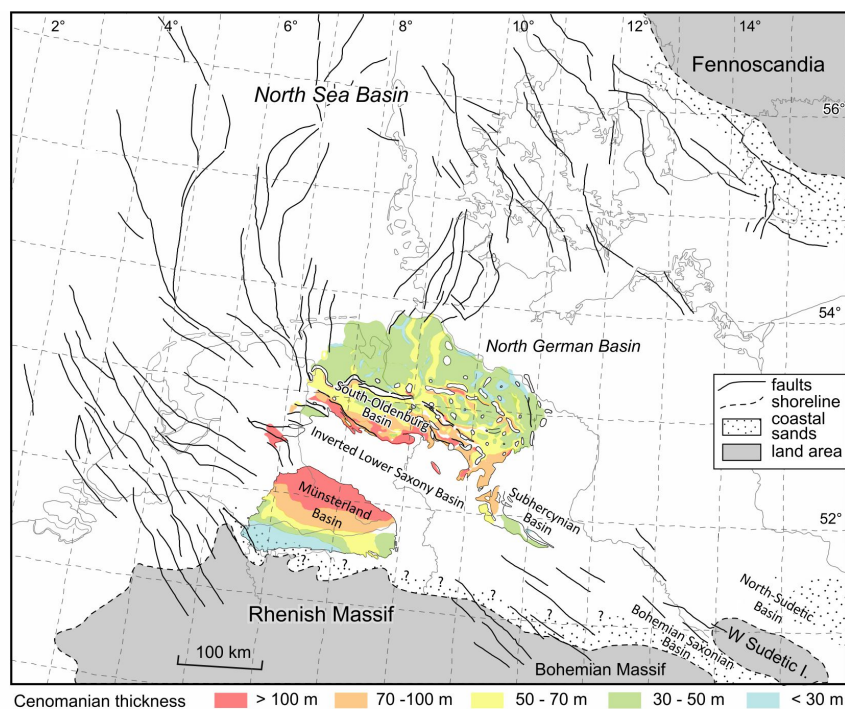 2°
4°
6°
8°
10°
12°
14°
Fennoscandia
North Sea Basin
56°
54°
North German Basin
faults
shoreline
coastal
sands
land area
South-Oldenburg
Basin
Inverted Lower Saxony Basin
Münsterland
Basin
Subhercynian
Basin
52°
? ? ? ? ? ? ?
North-Sudetic
Basin
Rhenish Massif
Bohemian Saxonian
Basin
W Sudetic I.
100 km
Bohemian Massif
Cenomanian thickness > 100 m 70 -100 m 50 - 70 m 30 - 50 m < 30 m